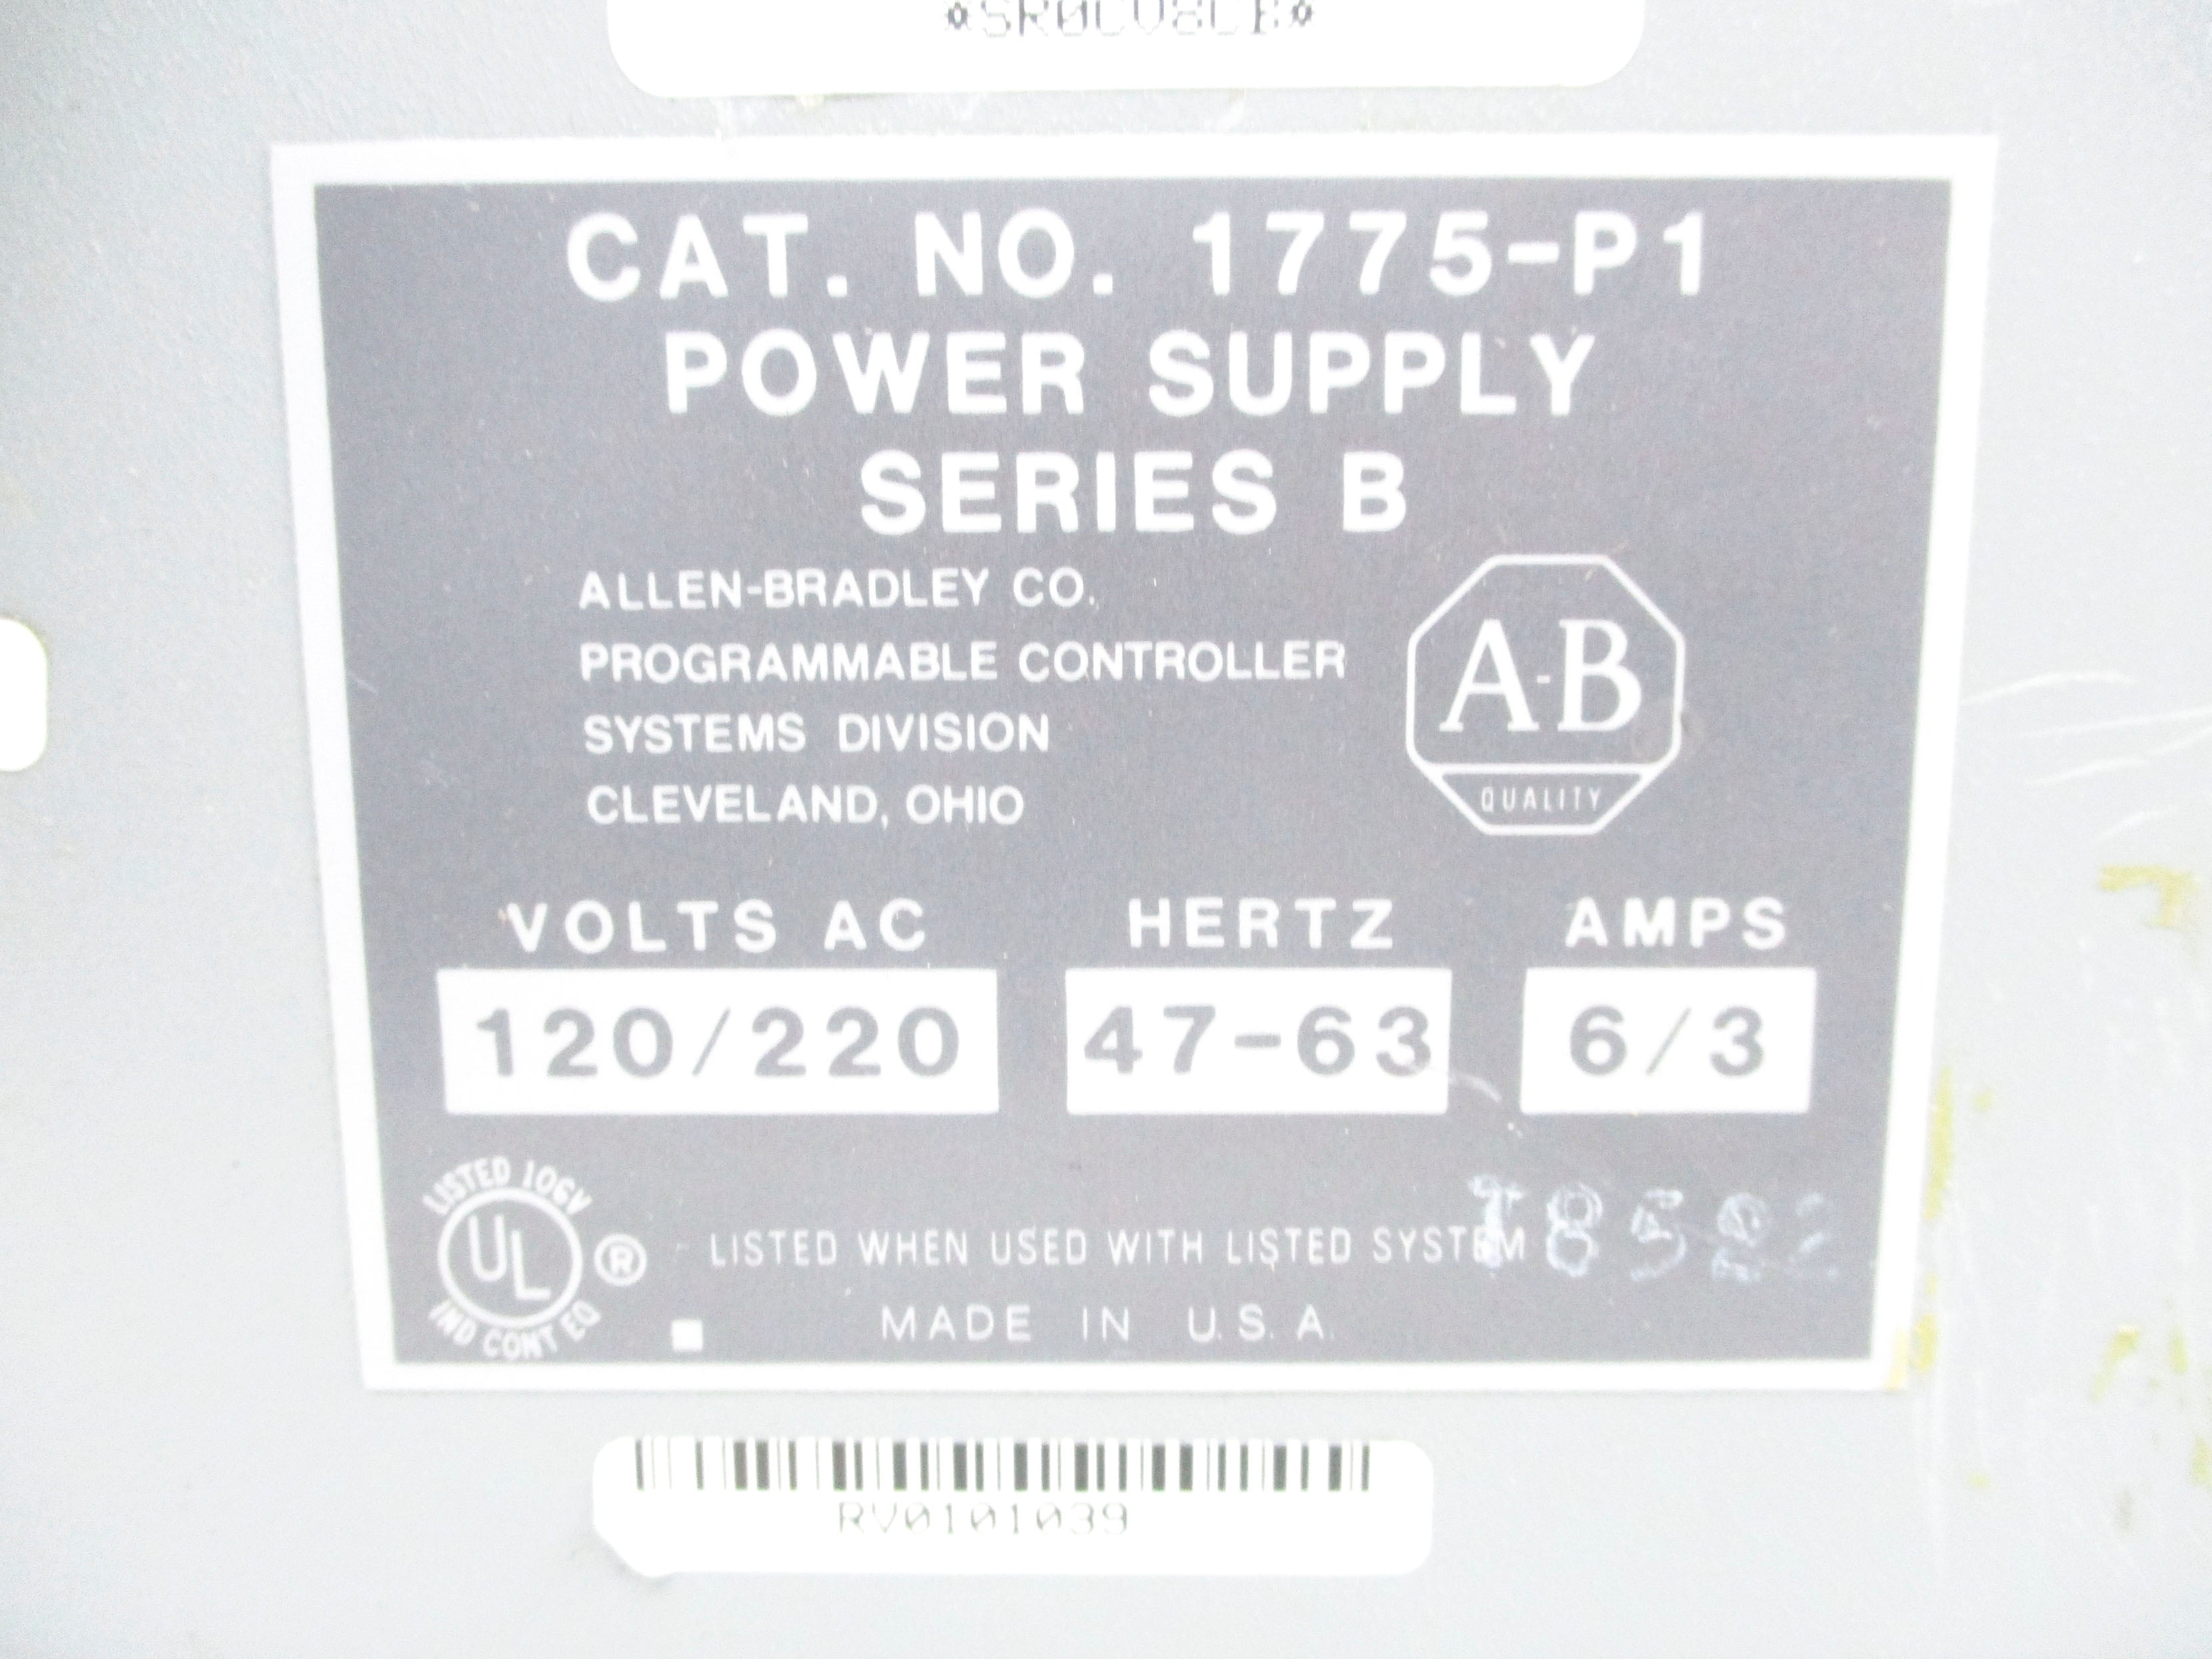 CAT. NO. 1775-P1
POWER SUPPLY
SERIES B
ALLEN-BRADLEY CO.
PROGRAMMABLE CONTROLLER
SYSTEMS DIVISION
CLEVELAND, OHIO
A-B
QUALITY
VOLTS AC HERTZ AMPS
120/220 47-63 6/3
LISTED 106V
UL ®
IND CONT EQ
LISTED WHEN USED WITH LISTED SYSTEM
MADE IN U.S.A.
RV0101039